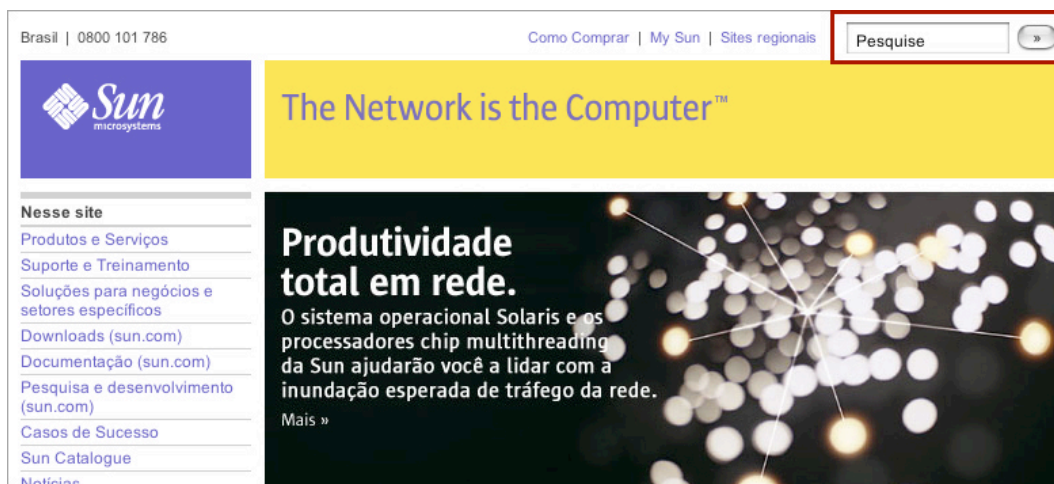 Brasil | 0800 101 786
Como Comprar | My Sun | Sites regionais
Pesquise
»
Sun
microsystems
The Network is the Computer™
Nesse site
Produtos e Serviços
Suporte e Treinamento
Soluções para negócios e
setores específicos
Downloads (sun.com)
Documentação (sun.com)
Pesquisa e desenvolvimento
(sun.com)
Casos de Sucesso
Sun Catalogue
Notícias
Produtividade
total em rede.
O sistema operacional Solaris e os
processadores chip multithreading
da Sun ajudarão você a lidar com a
inundação esperada de tráfego da rede.
Mais »